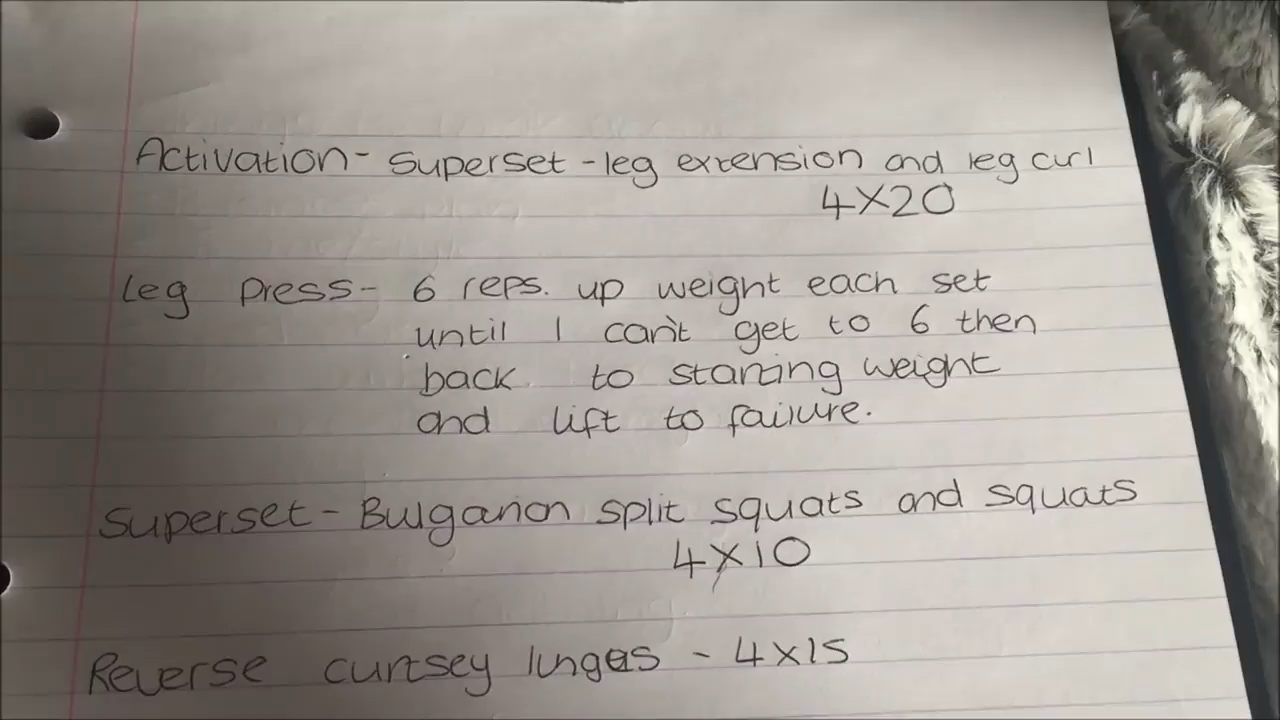 Activation - Superset - leg extension and leg curl
4X20
Leg Press - 6 reps. up weight each set
until I can't get to 6 then
back to starting weight
and lift to failure.
Superset - Bulgarian split squats and squats
4X10
Reverse curtsey lunges - 4x15